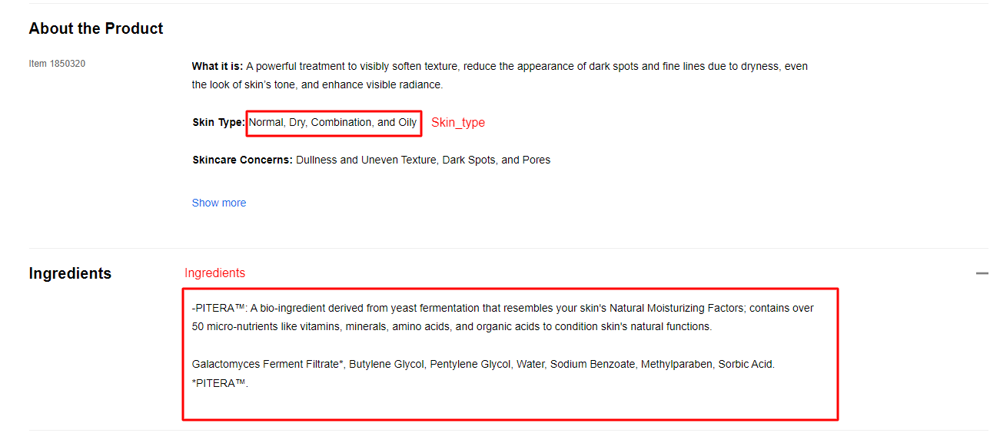 About the Product
Item 1850320
What it is: A powerful treatment to visibly soften texture, reduce the appearance of dark spots and fine lines due to dryness, even
the look of skin’s tone, and enhance visible radiance.
Skin Type: Normal, Dry, Combination, and Oily Skin_type
Skincare Concerns: Dullness and Uneven Texture, Dark Spots, and Pores
Show more
Ingredients Ingredients
-PITERA™: A bio-ingredient derived from yeast fermentation that resembles your skin's Natural Moisturizing Factors; contains over
50 micro-nutrients like vitamins, minerals, amino acids, and organic acids to condition skin's natural functions.
Galactomyces Ferment Filtrate*, Butylene Glycol, Pentylene Glycol, Water, Sodium Benzoate, Methylparaben, Sorbic Acid.
*PITERA™.